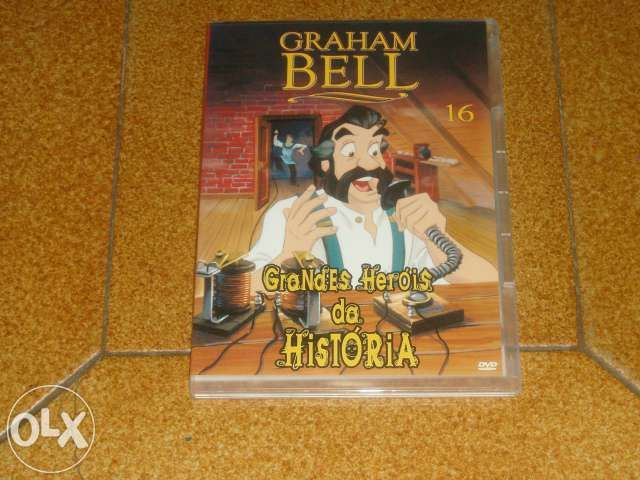 GRAHAM
BELL
16
GRaNdES HeRóis
da
HiSTÓRiA
DVD
OLX